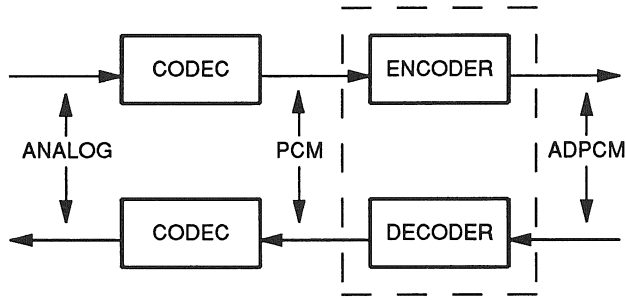 CODEC
ENCODER
ANALOG
PCM
ADPCM
CODEC
DECODER